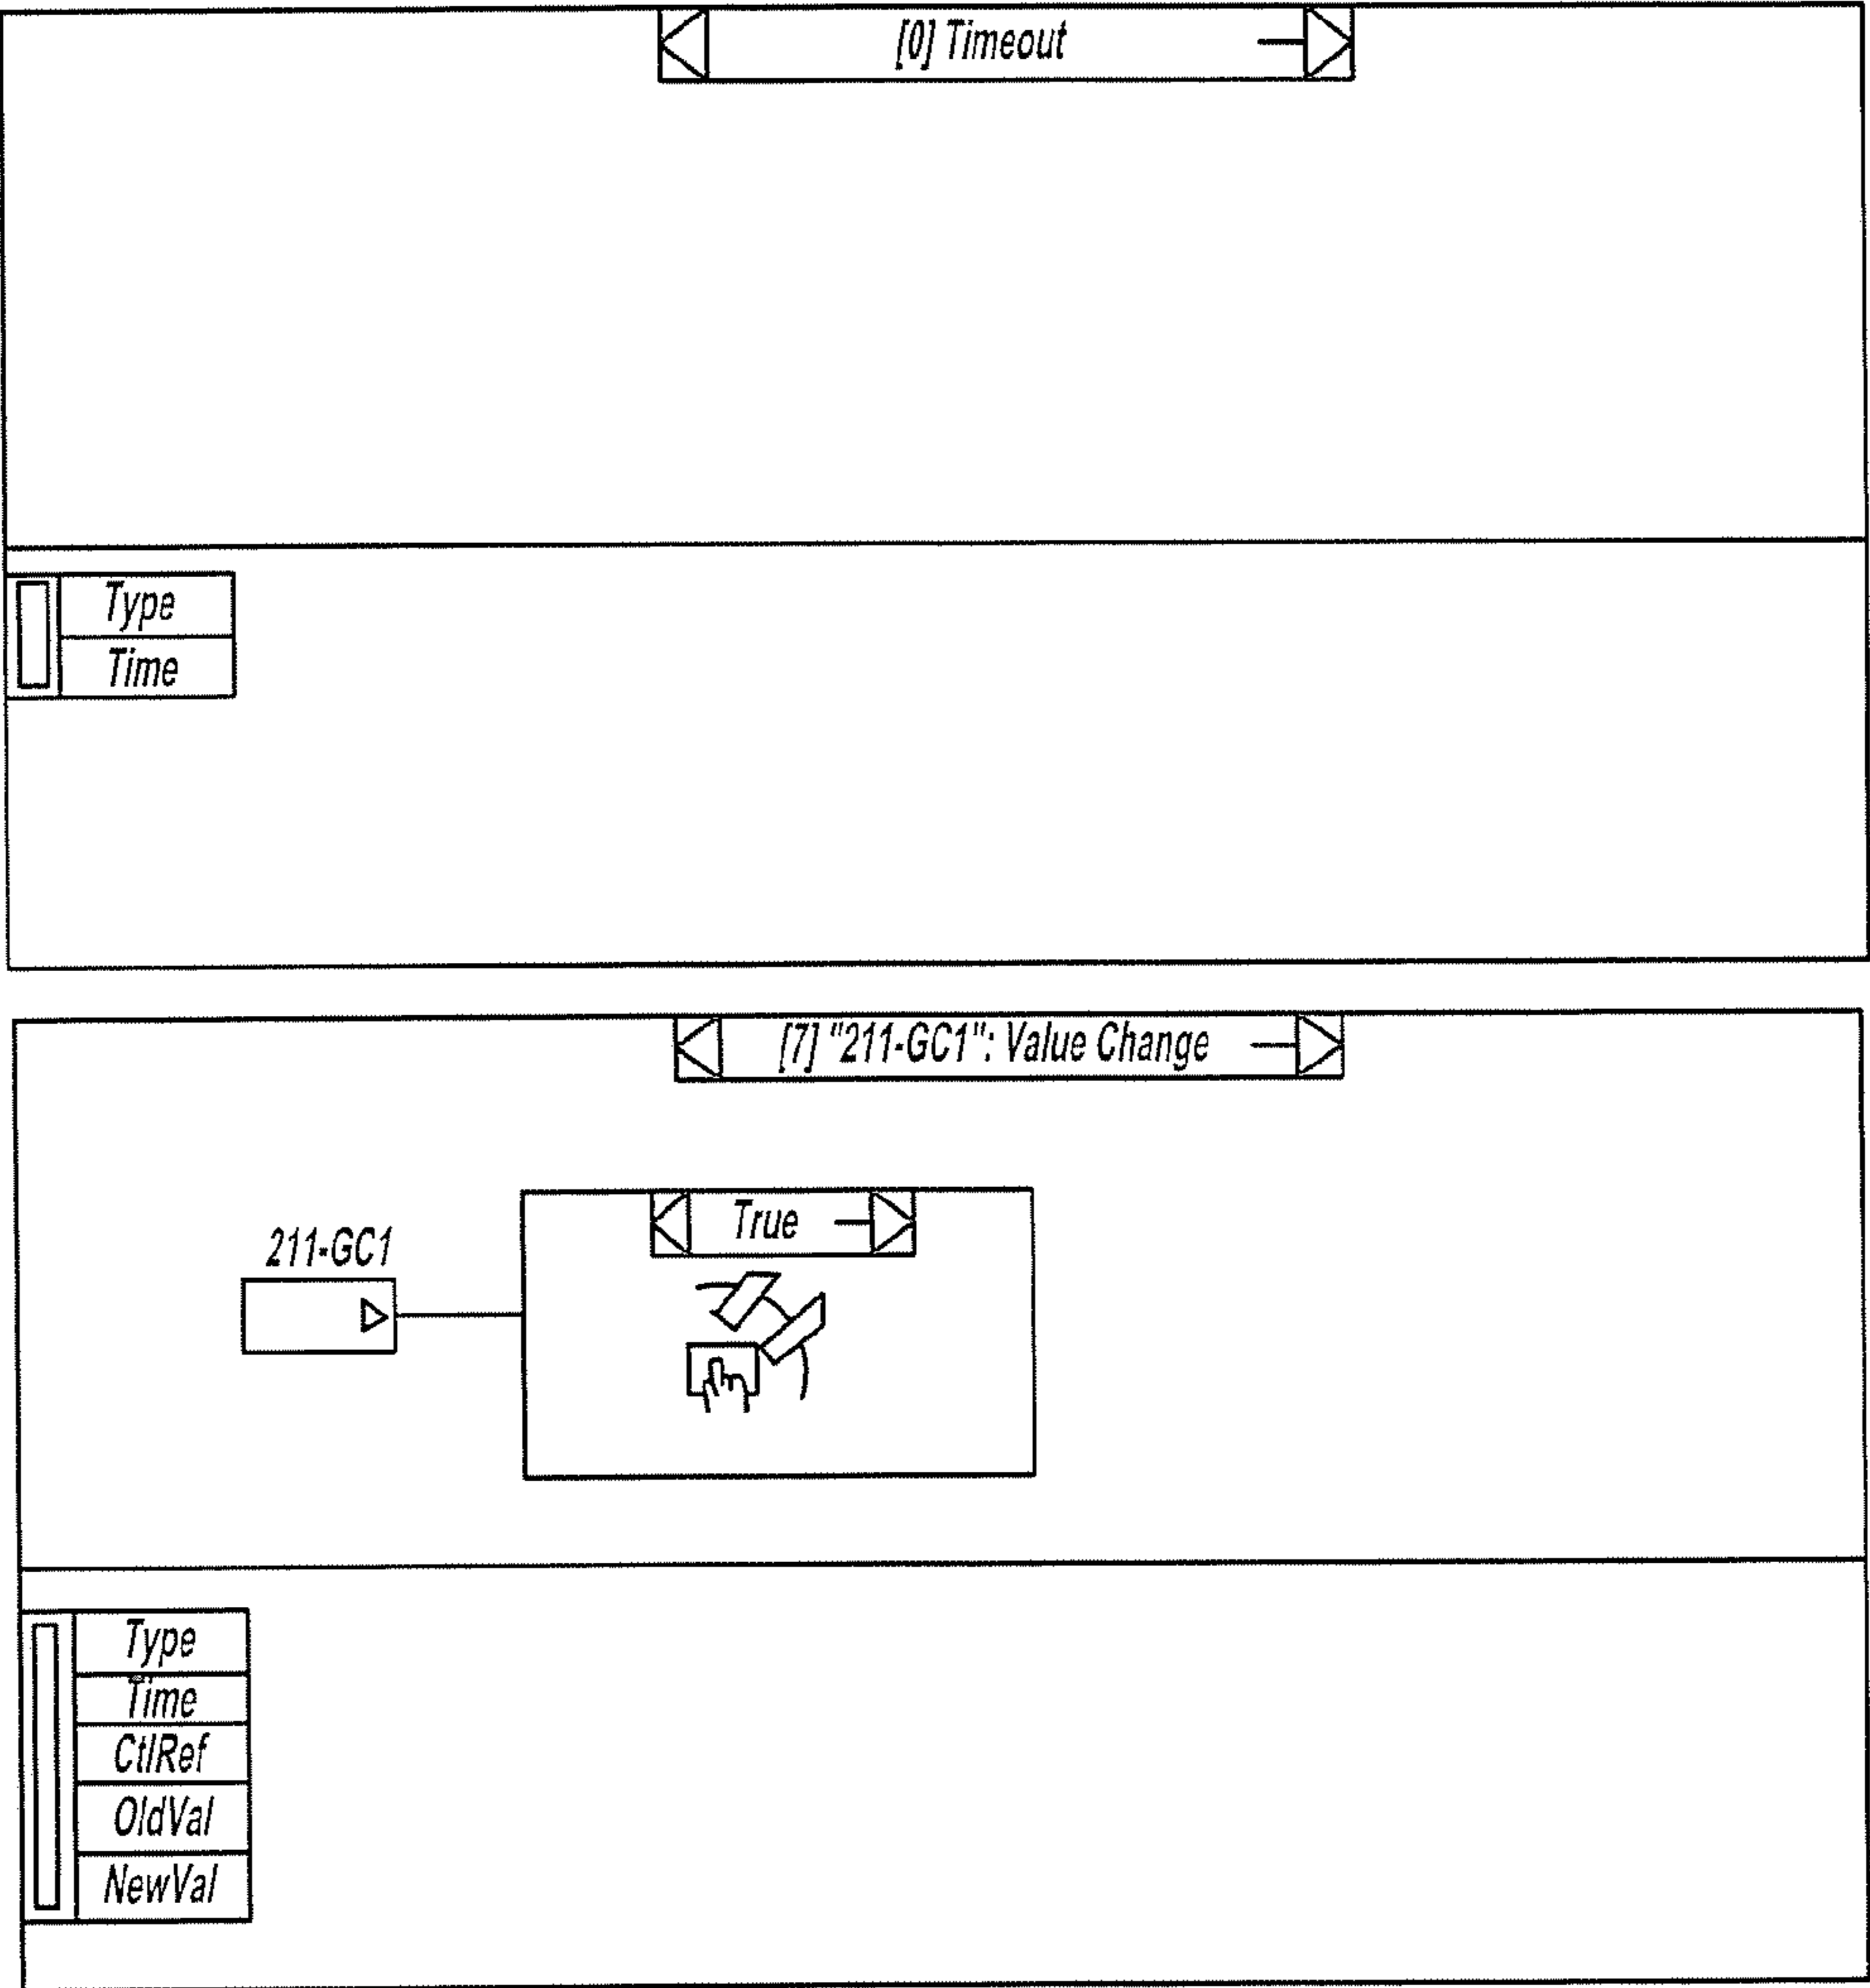 [0] Timeout
Type
Time
[7] "211-GC1": Value Change
True
211-GC1
Type
Time
CtlRef
OldVal
NewVal